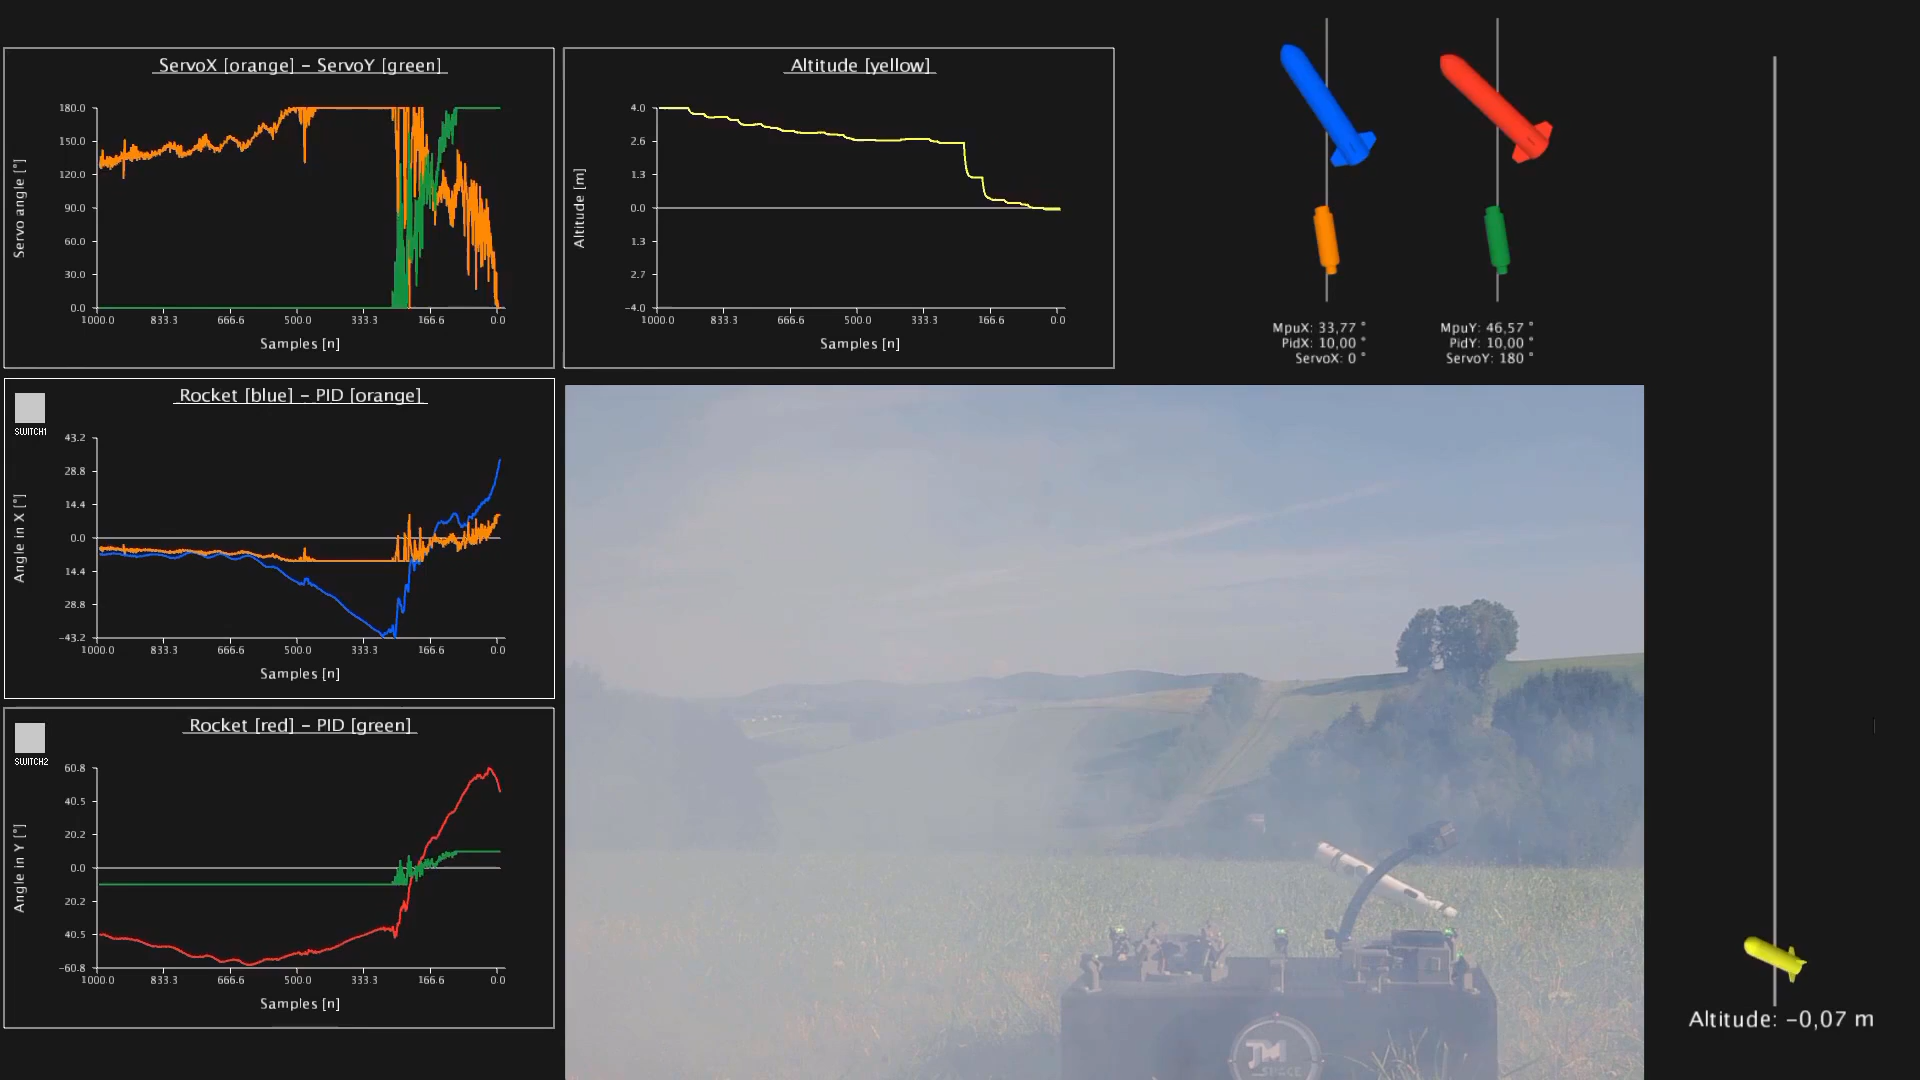 ServoX [orange] – ServoY [green]
180.0
150.0
120.0
90.0
60.0
30.0
0.0
Servo angle [°]
1000.0 833.3 666.6 500.0 333.3 166.6 0.0
Samples [n]
Altitude [yellow]
4.0
2.6
1.3
0.0
1.3
2.7
−4.0
Altitude [m]
1000.0 833.3 666.6 500.0 333.3 166.6 0.0
Samples [n]
MpuX: 33,77 °
PidX: 10,00 °
ServoX: 0 °
MpuY: 46,57 °
PidY: 10,00 °
ServoY: 180 °
Rocket [blue] – PID [orange]
SWITCH1
43.2
28.8
14.4
0.0
14.4
28.8
−43.2
Angle in X [°]
1000.0 833.3 666.6 500.0 333.3 166.6 0.0
Samples [n]
Rocket [red] – PID [green]
SWITCH2
60.8
40.5
20.2
0.0
20.2
40.5
−60.8
Angle in Y [°]
1000.0 833.3 666.6 500.0 333.3 166.6 0.0
Samples [n]
SPACE
Altitude: −0,07 m